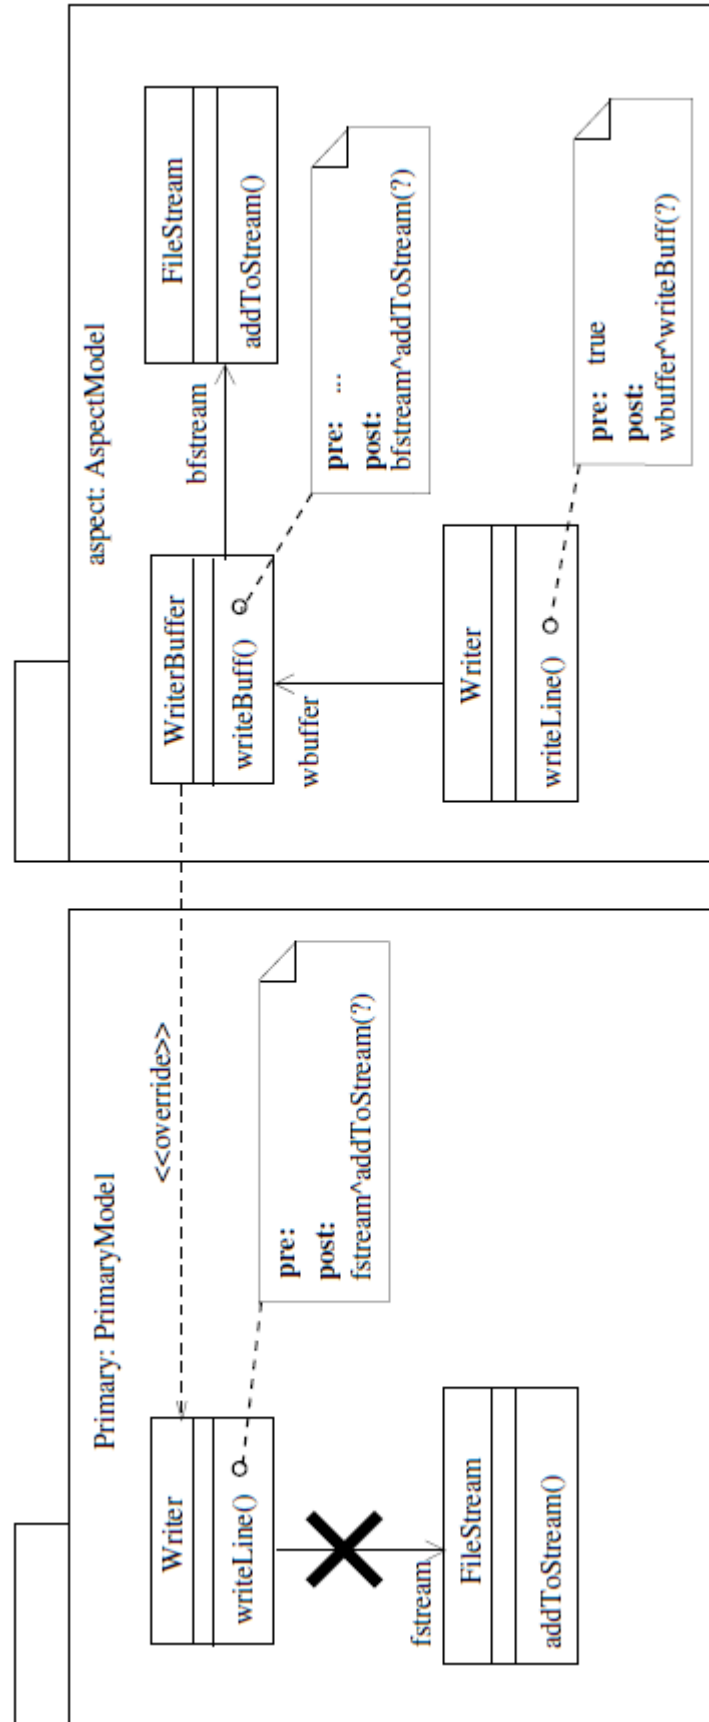 Primary: PrimaryModel
Writer
writeLine()
fstream
FileStream
addToStream()
pre:
post:
fstream^addToStream(?)
<<override>>
aspect: AspectModel
WriterBuffer
writeBuff()
bfstream
FileStream
addToStream()
pre: ...
post:
bfstream^addToStream(?)
wbuffer
Writer
writeLine()
pre: true
post:
wbuffer^writeBuff(?)